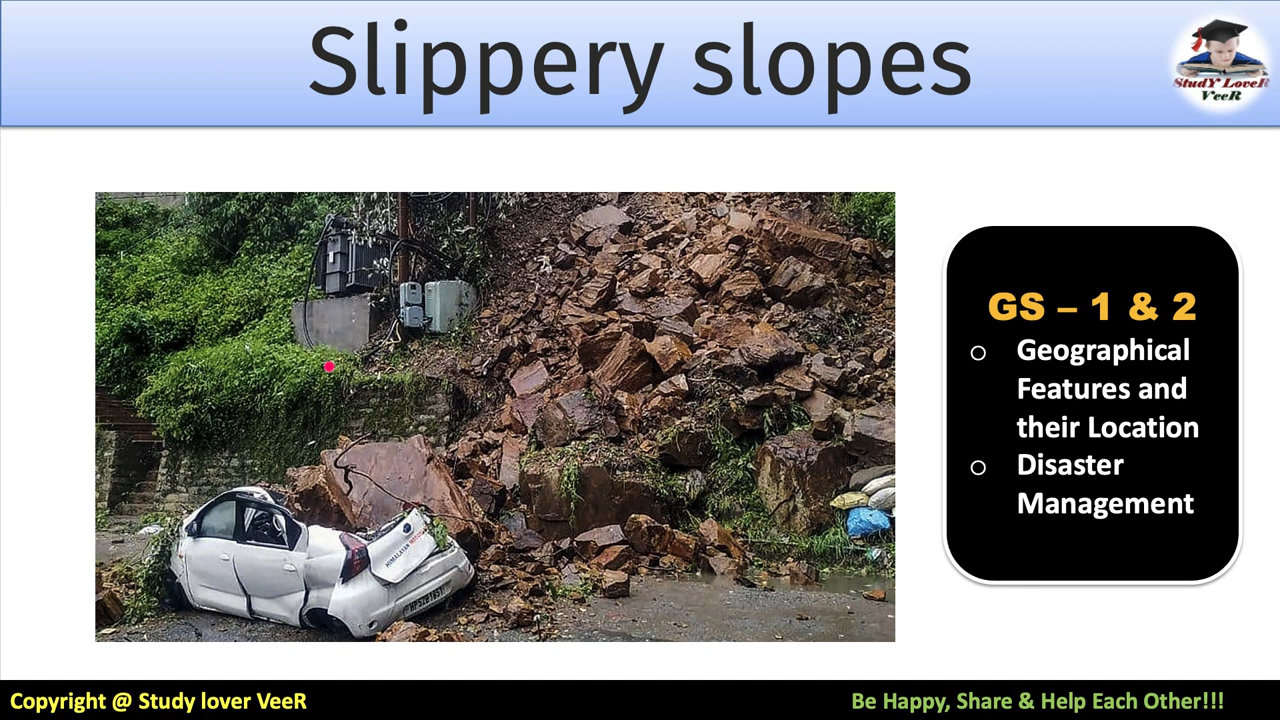 Slippery slopes
StudY LoveR
VeeR
GS – 1 & 2
Geographical
Features and
their Location
Disaster
Management
HIMALAYAN
Copyright @ Study lover VeeR
Be Happy, Share & Help Each Other!!!